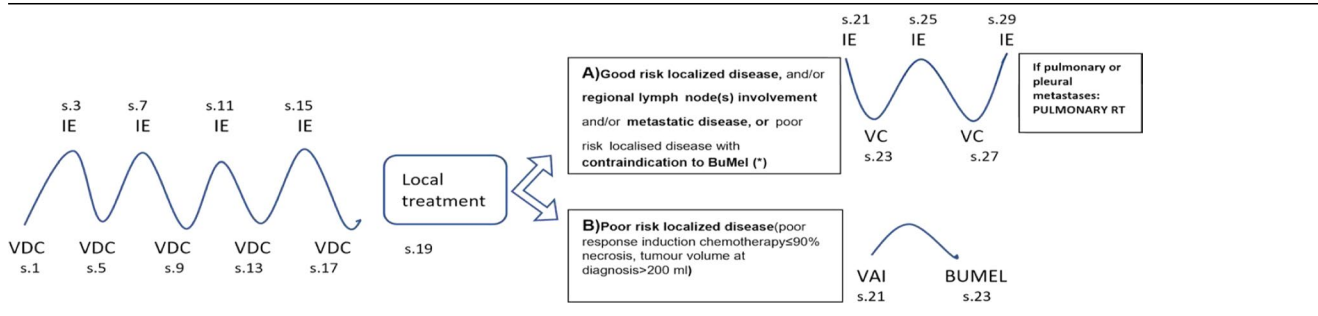 s.3
IE
s.7
IE
s.11
IE
s.15
IE
VDC
s.1
VDC
s.5
VDC
s.9
VDC
s.13
VDC
s.17
Local
treatment
s.19
A)Good risk localized disease, and/or
regional lymph node(s) involvement
and/or metastatic disease, or poor
risk localised disease with
contraindication to BuMel (*)
s.21
IE
s.25
IE
s.29
IE
VC
s.23
VC
s.27
If pulmonary or
pleural
metastases:
PULMONARY RT
B)Poor risk localized disease(poor
response induction chemotherapy≤90%
necrosis, tumour volume at
diagnosis>200 ml)
VAI
s.21
BUMEL
s.23